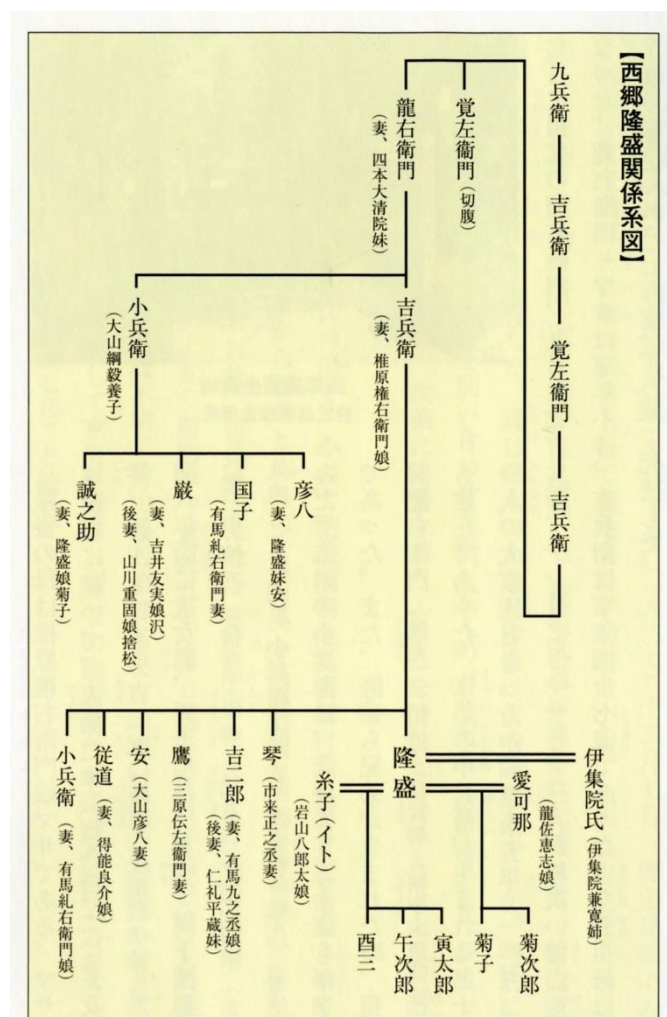 【西郷隆盛関係系図】
九兵衛
吉兵衛
覚左衞門
吉兵衛
覚左衞門(切腹)
龍右衛門
(妻、四本大清院妹)
吉兵衛
(妻、椎原権右衛門娘)
小兵衛
(大山綱毅養子)
彦八
(妻、隆盛妹安)
国子
(有馬糺右衛門妻)
巌
(妻、吉井友実娘沢)
(後妻、山川重固娘捨松)
誠之助
(妻、隆盛娘菊子)
伊集院氏(伊集院兼寛姉)
愛可那
(龍佐恵志娘)
隆盛
糸子(イト)
(岩山八郎太娘)
菊次郎
菊子
寅太郎
午次郎
酉三
琴(市来正之丞妻)
吉二郎(妻、有馬九之丞娘)
(後妻、仁礼平蔵妹)
鷹(三原伝左衞門妻)
安(大山彦八妻)
従道(妻、得能良介娘)
小兵衛(妻、有馬糺右衛門娘)